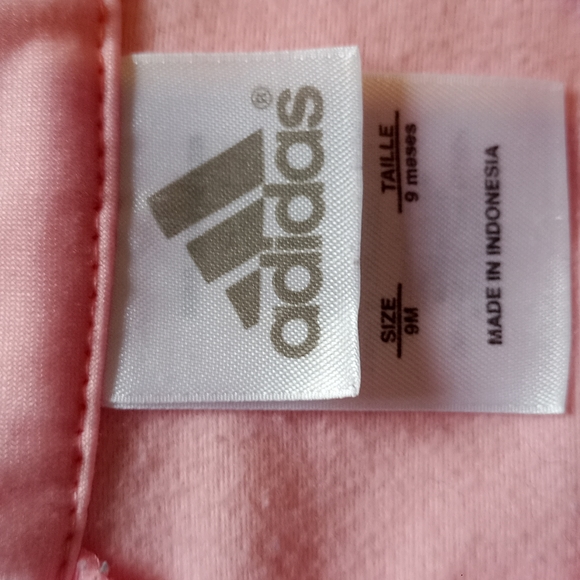 adidas®
SIZE
9M
TAILLE
9 meses
MADE IN INDONESIA